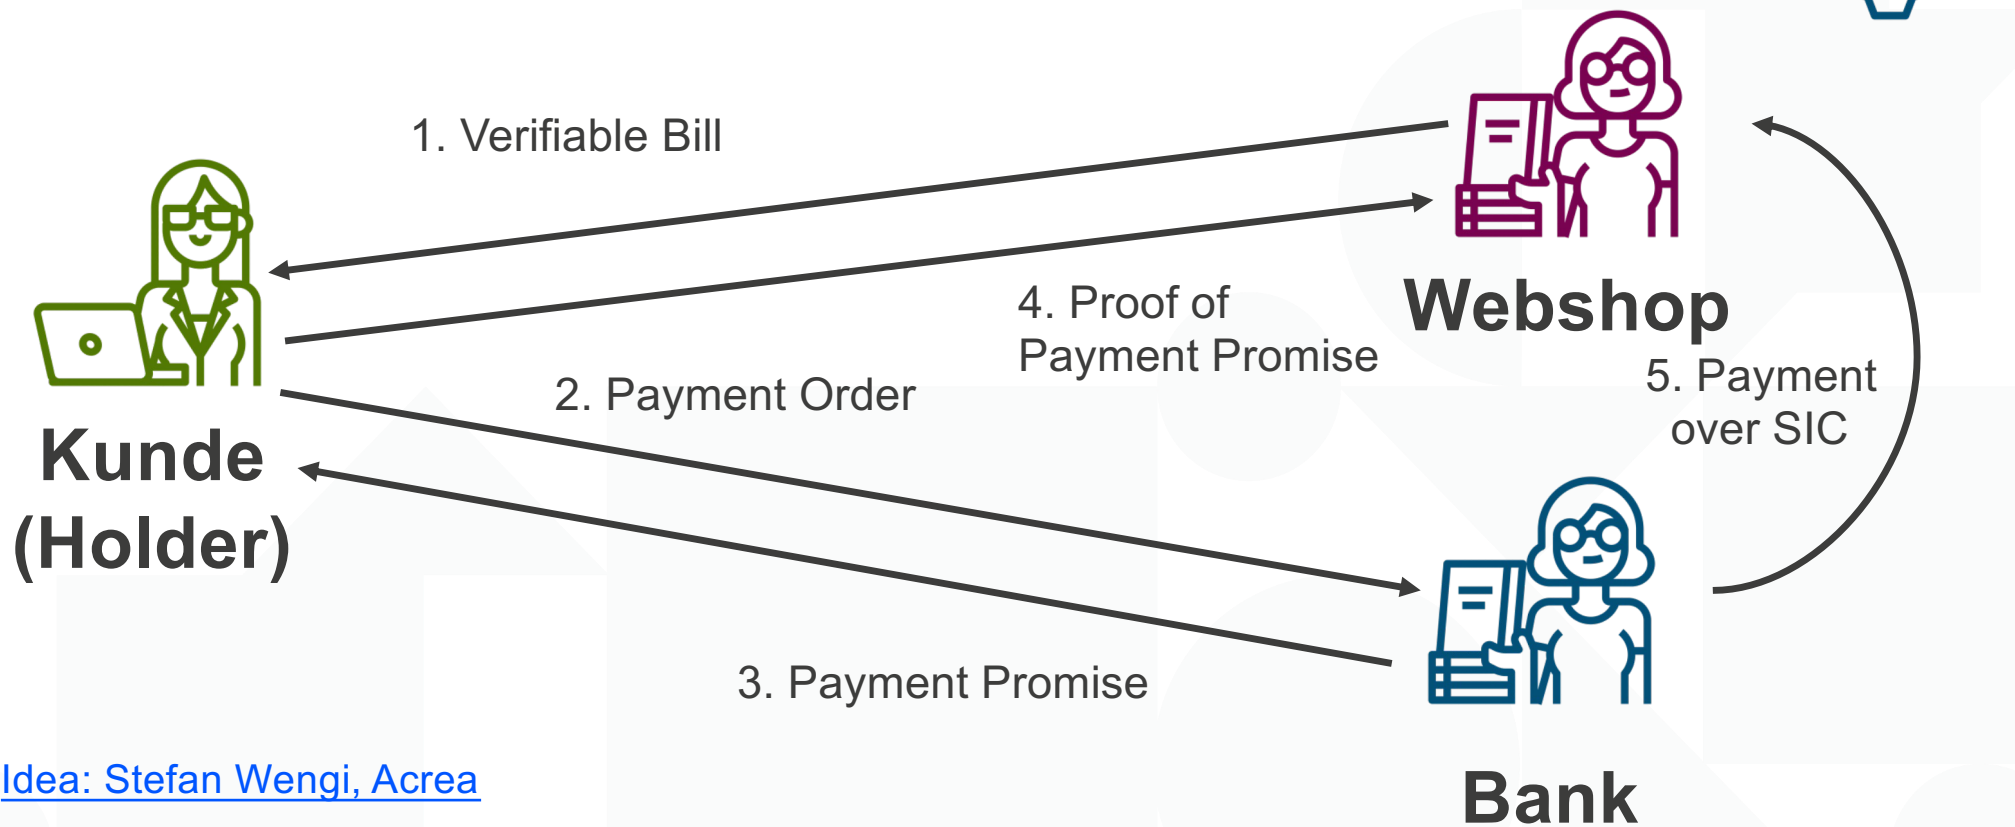 1. Verifiable Bill
4. Proof of
Payment Promise
Webshop
5. Payment
over SIC
2. Payment Order
Kunde
(Holder)
3. Payment Promise
Idea: Stefan Wengi, Acrea
Bank